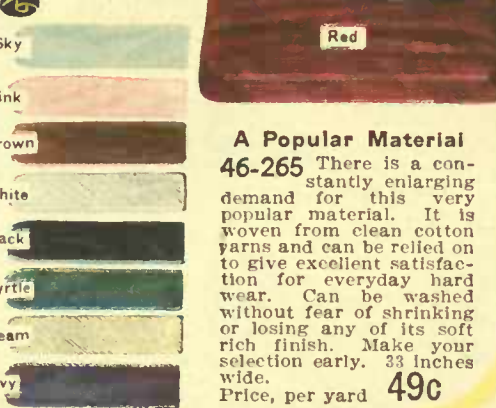 Sky
Red
ink
rown
hite
ack
yrtle
eam
vy
A Popular Material
46-265 There is a con-
stantly enlarging
demand for this very
popular material. It is
woven from clean cotton
yarns and can be relied on
to give excellent satisfac-
tion for everyday hard
wear. Can be washed
without fear of shrinking
or losing any of its soft
rich finish. Make your
selection early. 33 inches
wide.
Price, per yard 49c